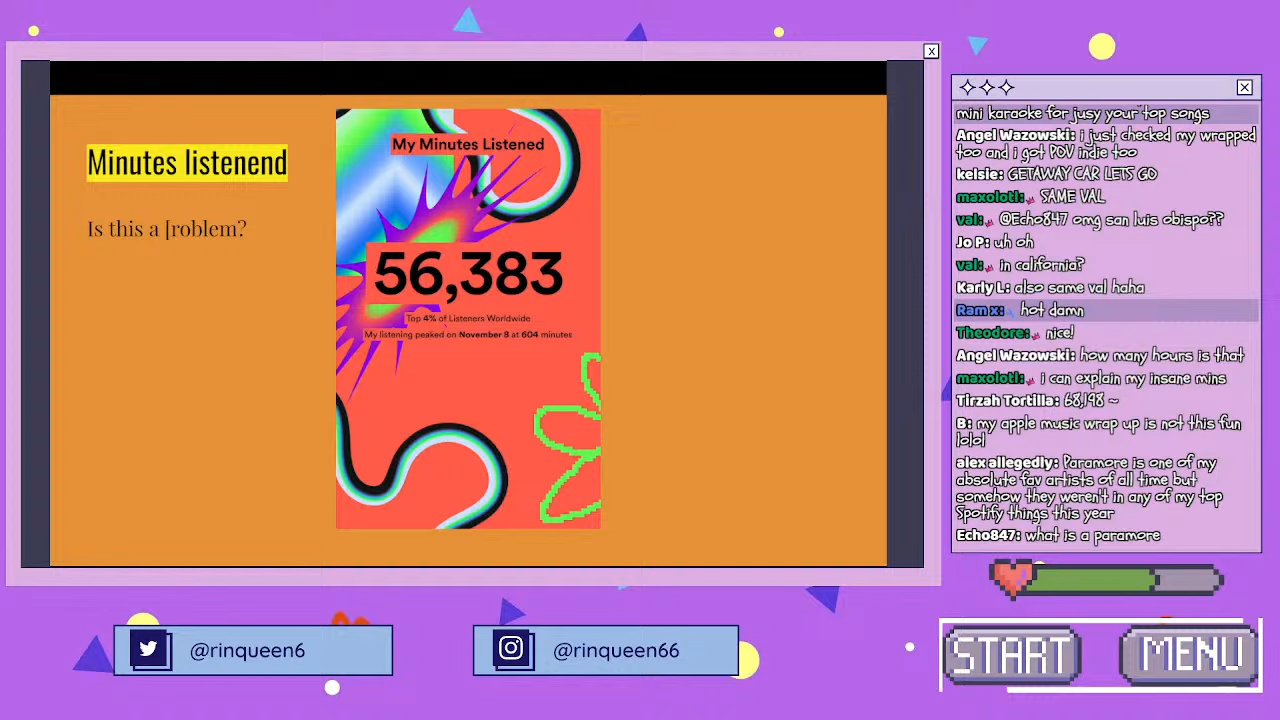 Minutes listenend
Is this a [roblem?
My Minutes Listened
56,383
Top 4% of Listeners Worldwide
My listening peaked on November 8 at 604 minutes
X
mini karaoke for jusy your top songs
Angel Wazowski: i just checked my wrapped
too and i got POV indie too
kelsie: GETAWAY CAR LETS GO
maxolotl: SAME VAL
val: @Echo847 omg san luis obispo??
Jo P: uh oh
val: in california?
Karly L: also same val haha
Ram x: hot damn
Theodore: nice!
Angel Wazowski: how many hours is that
maxolotl: i can explain my insane mins
Tirzah Tortilla: 68,198 ~
B: my apple music wrap up is not this fun
lolol
alex allegedly: Paramore is one of my
absolute fav artists of all time but
somehow they weren't in any of my top
Spotify things this year
Echo847: what is a paramore
@rinqueen6
@rinqueen66
START
MENU